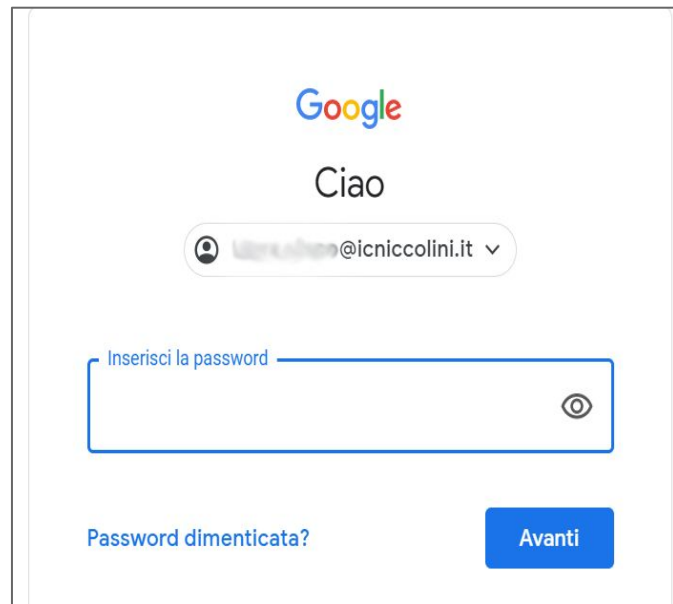 Google
Ciao
@icniccolini.it
Inserisci la password
Password dimenticata?
Avanti